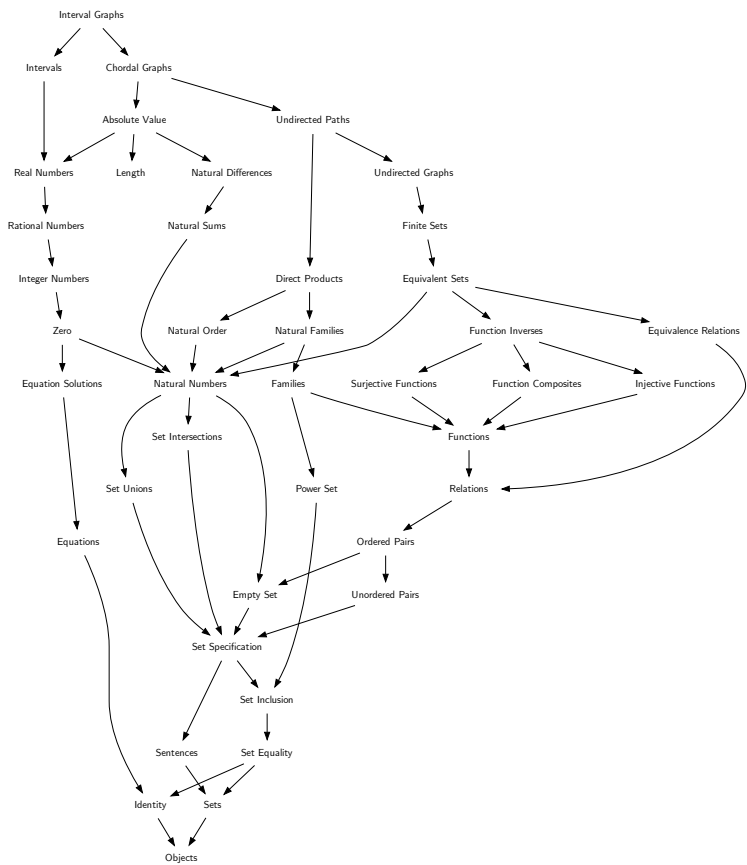 Interval Graphs
Intervals
Chordal Graphs
Absolute Value
Undirected Paths
Real Numbers
Length
Natural Differences
Undirected Graphs
Rational Numbers
Natural Sums
Finite Sets
Integer Numbers
Direct Products
Equivalent Sets
Zero
Natural Order
Natural Families
Function Inverses
Equivalence Relations
Equation Solutions
Natural Numbers
Families
Surjective Functions
Function Composites
Injective Functions
Set Intersections
Functions
Set Unions
Power Set
Relations
Equations
Ordered Pairs
Empty Set
Unordered Pairs
Set Specification
Set Inclusion
Sentences
Set Equality
Identity
Sets
Objects